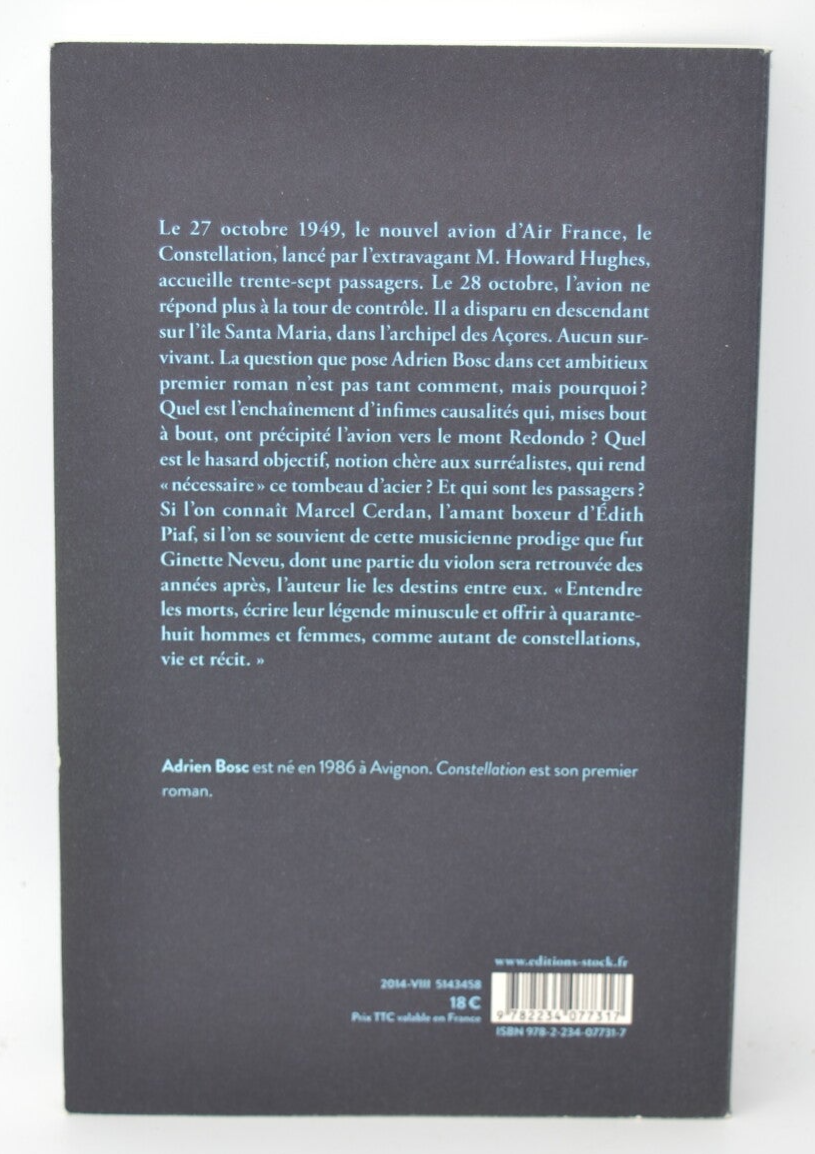 Le 27 octobre 1949, le nouvel avion d'Air France, le
Constellation, lancé par l'extravagant M. Howard Hughes,
accueille trente-sept passagers. Le 28 octobre, l'avion ne
répond plus à la tour de contrôle. Il a disparu en descendant
sur l'île Santa Maria, dans l'archipel des Açores. Aucun sur-
vivant. La question que pose Adrien Bosc dans cet ambitieux
premier roman n'est pas tant comment, mais pourquoi ?
Quel est l'enchaînement d'infimes causalités qui, mises bout
à bout, ont précipité l'avion vers le mont Redondo ? Quel
est le hasard objectif, notion chère aux surréalistes, qui rend
« nécessaire » ce tombeau d'acier ? Et qui sont les passagers ?
Si l'on connaît Marcel Cerdan, l'amant boxeur d'Édith
Piaf, si l'on se souvient de cette musicienne prodige que fut
Ginette Neveu, dont une partie du violon sera retrouvée des
années après, l'auteur lie les destins entre eux. « Entendre
les morts, écrire leur légende minuscule et offrir à quarante-
huit hommes et femmes, comme autant de constellations,
vie et récit. »
Adrien Bosc est né en 1986 à Avignon. Constellation est son premier
roman.
www.editions-stock.fr
2014-VIII 5143458
18 €
Prix TTC valable en France
9 782234 077317
ISBN 978-2-234-07731-7